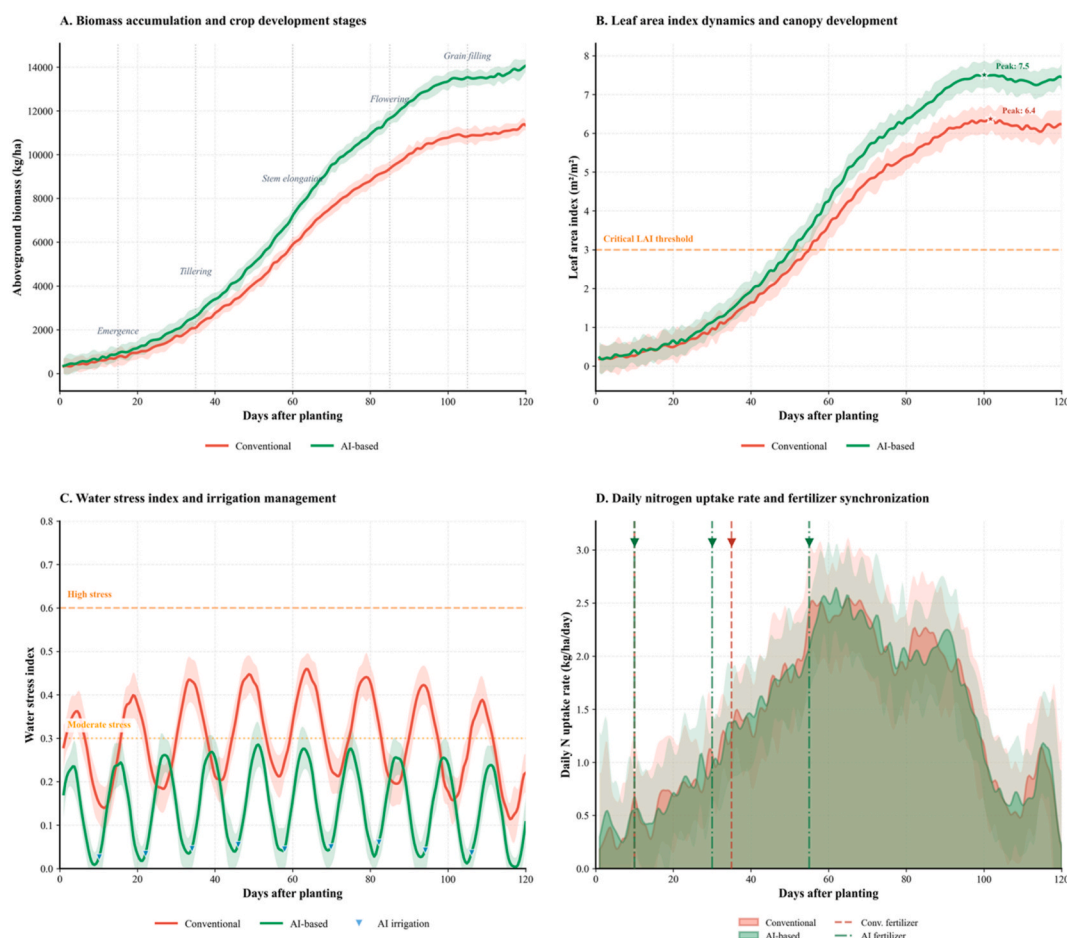 A. Biomass accumulation and crop development stages
Aboveground biomass (kg/ha)
14000
12000
10000
8000
6000
4000
2000
0
Grain filling
Flowering
Stem elongation
Tillering
Emergence
0 20 40 60 80 100 120
Days after planting
Conventional AI-based
B. Leaf area index dynamics and canopy development
Leaf area index (m²/m²)
8
7
6
5
4
3
2
1
0
Peak: 7.5
Peak: 6.4
Critical LAI threshold
0 20 40 60 80 100 120
Days after planting
Conventional AI-based
C. Water stress index and irrigation management
Water stress index
0.8
0.7
0.6
0.5
0.4
0.3
0.2
0.1
0.0
High stress
Moderate stress
0 20 40 60 80 100 120
Days after planting
Conventional AI-based AI irrigation
D. Daily nitrogen uptake rate and fertilizer synchronization
Daily N uptake rate (kg/ha/day)
3.0
2.5
2.0
1.5
1.0
0.5
0.0
0 20 40 60 80 100 120
Days after planting
Conventional Conv. fertilizer
AI-based AI fertilizer